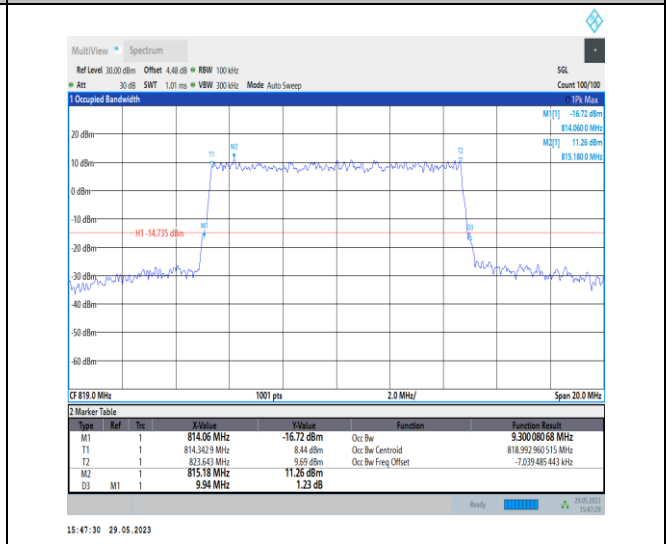 MultiView Spectrum
Ref Level 30.00 dBm Offset 4.48 dB RBW 100 kHz SGL
Att 30 dB SWT 1.01 ms VBW 300 kHz Mode Auto Sweep Count 100/100
1 Occupied Bandwidth 1Pk Max
M1[1] -16.72 dBm
814.060 0 MHz
M2[1] 11.26 dBm
815.180 0 MHz
20 dBm
T1 M2 T2
10 dBm
0 dBm
-10 dBm
M1 D3
H1 -14.735 dBm
-20 dBm
-30 dBm
-40 dBm
-50 dBm
-60 dBm
CF 819.0 MHz 1001 pts 2.0 MHz/ Span 20.0 MHz
2 Marker Table
Type Ref Trc X-Value Y-Value Function Function Result
M1 1 814.06 MHz -16.72 dBm Occ Bw 9.300 080 68 MHz
T1 1 814.342 9 MHz 8.44 dBm Occ Bw Centroid 818.992 960 515 MHz
T2 1 823.643 MHz 9.69 dBm Occ Bw Freq Offset -7.039 485 443 kHz
M2 1 815.18 MHz 11.26 dBm
D3 M1 1 9.94 MHz 1.23 dB
Ready 29.05.2023
15:47:29
15:47:30 29.05.2023